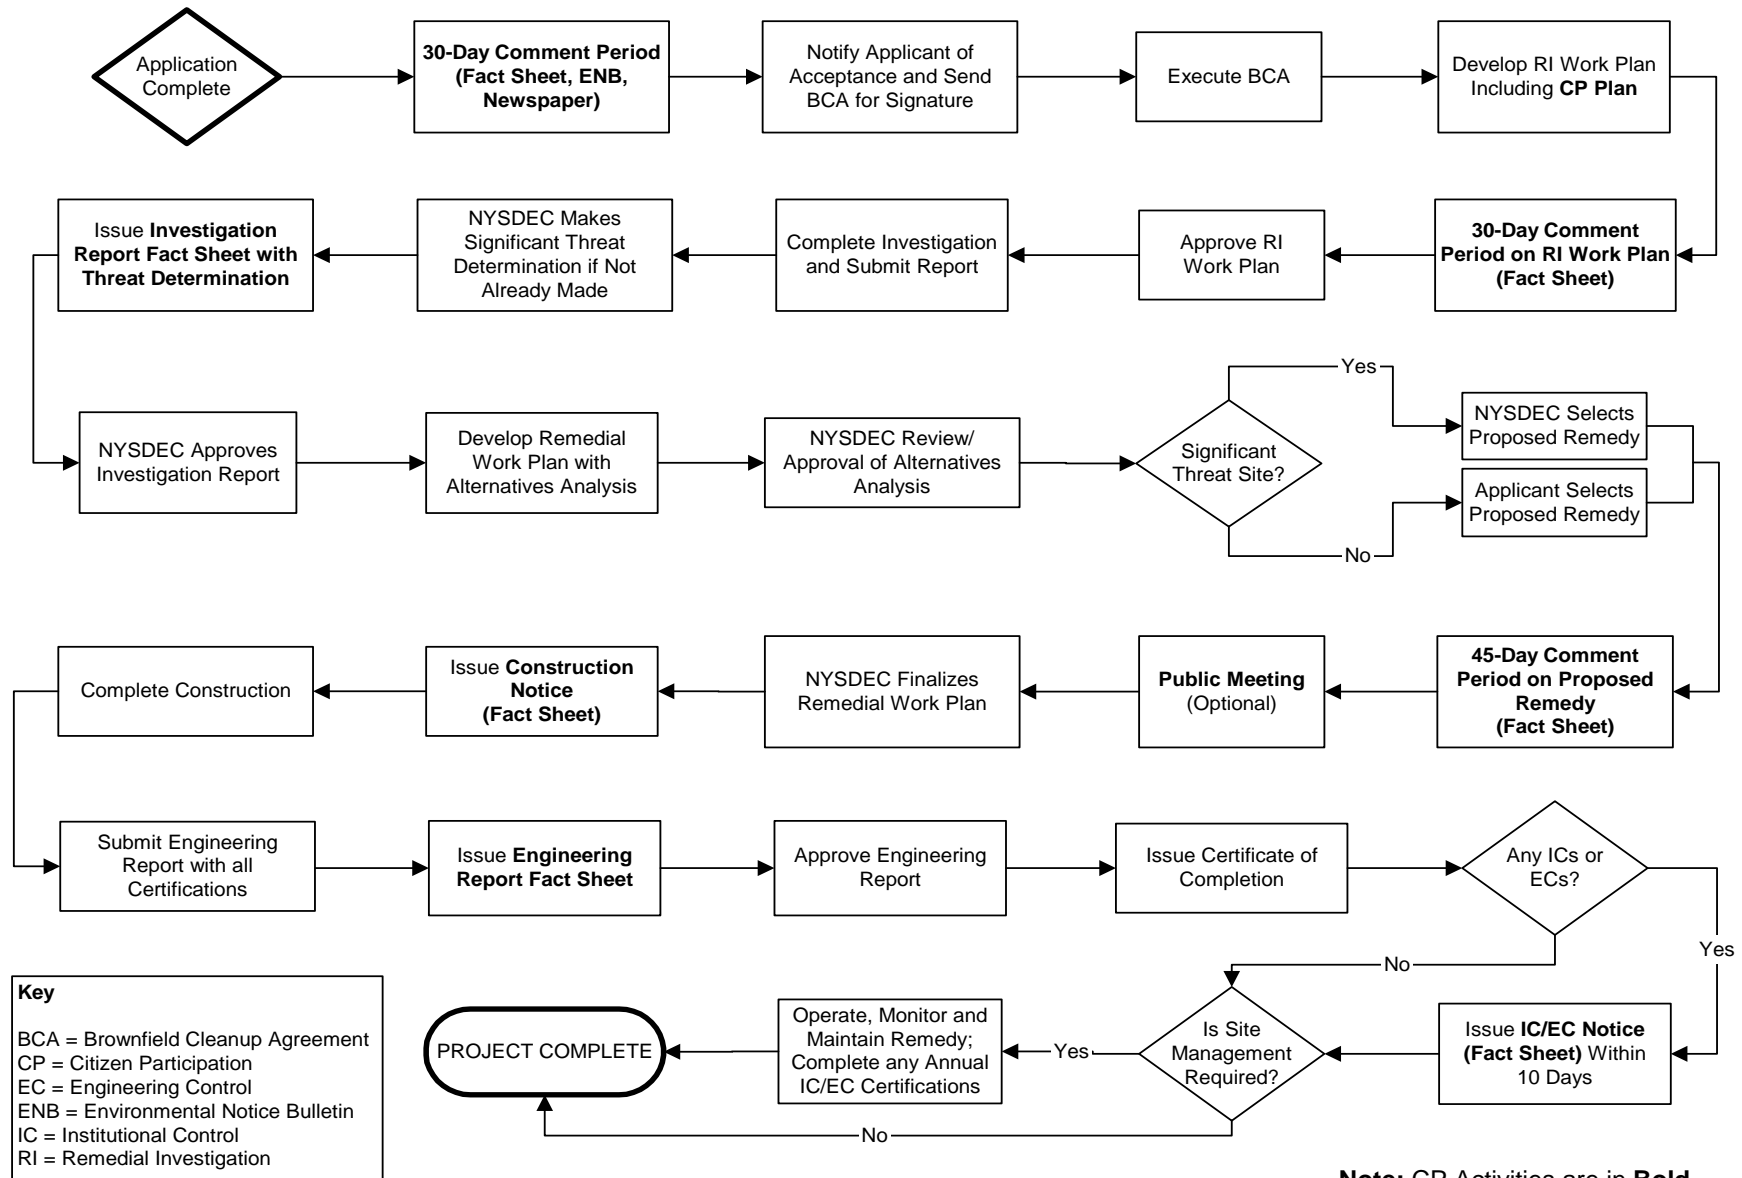 Application
Complete
30-Day Comment Period
(Fact Sheet, ENB,
Newspaper)
Notify Applicant of
Acceptance and Send
BCA for Signature
Execute BCA
Develop RI Work Plan
Including CP Plan
30-Day Comment
Period on RI Work Plan
(Fact Sheet)
Approve RI
Work Plan
Complete Investigation
and Submit Report
NYSDEC Makes
Significant Threat
Determination if Not
Already Made
Issue Investigation
Report Fact Sheet with
Threat Determination
NYSDEC Approves
Investigation Report
Develop Remedial
Work Plan with
Alternatives Analysis
NYSDEC Review/
Approval of Alternatives
Analysis
Significant
Threat Site?
Yes
NYSDEC Selects
Proposed Remedy
No
Applicant Selects
Proposed Remedy
45-Day Comment
Period on Proposed
Remedy
(Fact Sheet)
Public Meeting
(Optional)
NYSDEC Finalizes
Remedial Work Plan
Issue Construction
Notice
(Fact Sheet)
Complete Construction
Submit Engineering
Report with all
Certifications
Issue Engineering
Report Fact Sheet
Approve Engineering
Report
Issue Certificate of
Completion
Any ICs or
ECs?
Yes
No
Issue IC/EC Notice
(Fact Sheet) Within
10 Days
Is Site
Management
Required?
Yes
Operate, Monitor and
Maintain Remedy;
Complete any Annual
IC/EC Certifications
No
PROJECT COMPLETE
Key
BCA = Brownfield Cleanup Agreement
CP = Citizen Participation
EC = Engineering Control
ENB = Environmental Notice Bulletin
IC = Institutional Control
RI = Remedial Investigation
Note: CP Activities are in Bold